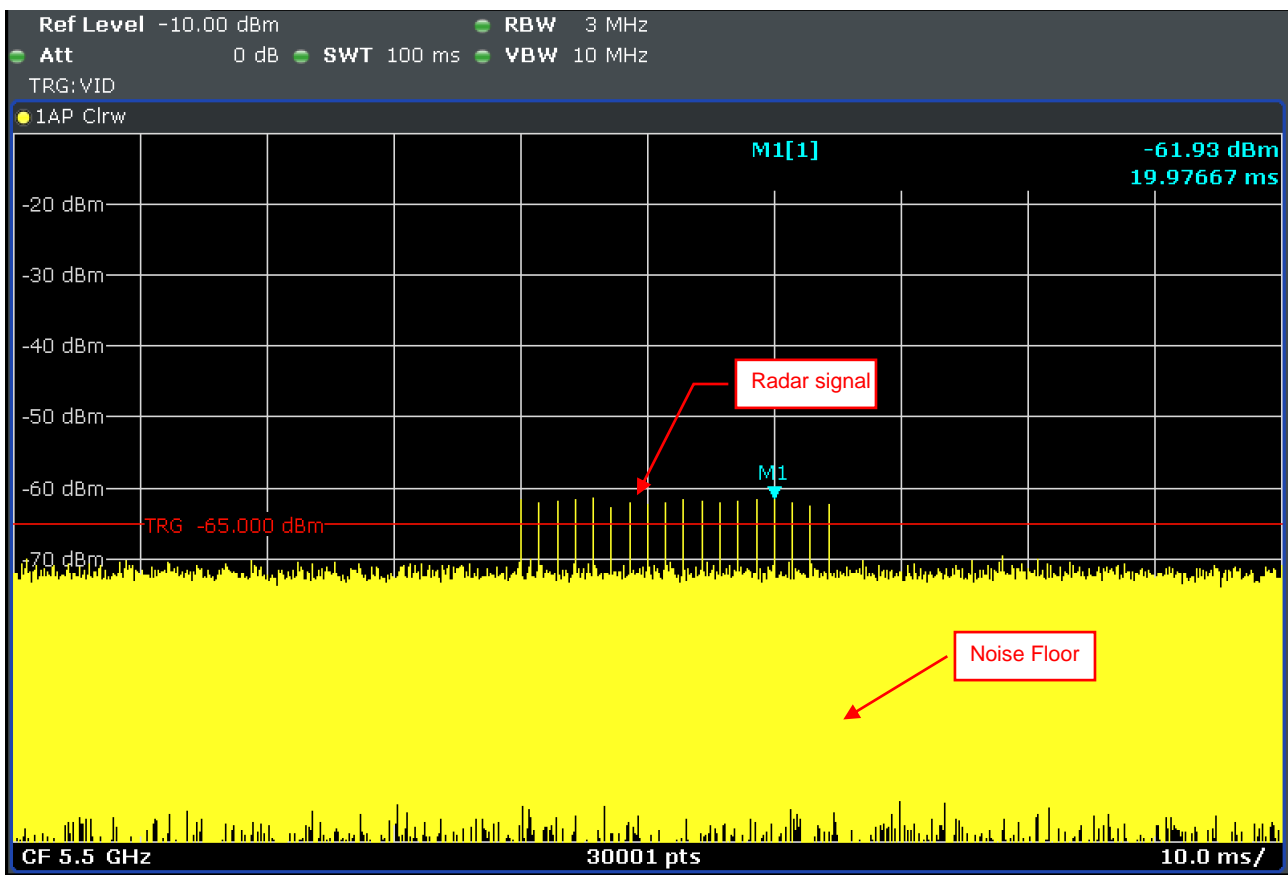 Ref Level -10.00 dBm RBW 3 MHz
Att 0 dB SWT 100 ms VBW 10 MHz
TRG:VID
1AP Clrw
M1[1] -61.93 dBm
19.97667 ms
-20 dBm
-30 dBm
-40 dBm
Radar signal
-50 dBm
M1
-60 dBm
TRG -65.000 dBm
-70 dBm
Noise Floor
CF 5.5 GHz 30001 pts 10.0 ms/